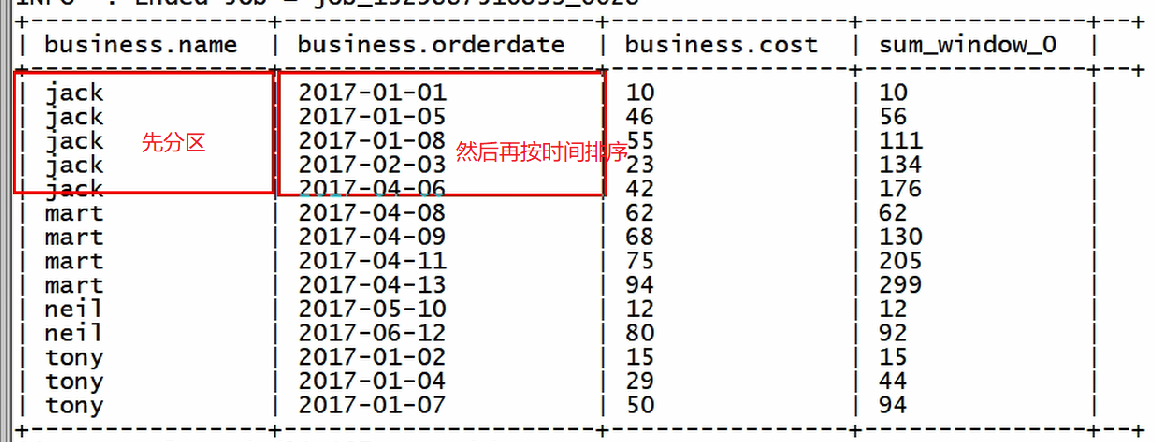 INFO : Ended Job = job_1529887518855_0028
| business.name | business.orderdate | business.cost | sum_window_0 |
| jack | 2017-01-01 | 10 | 10 |
| jack | 2017-01-05 | 46 | 56 |
| jack | 2017-01-08 | 55 | 111 |
先分区
然后再按时间排序
| jack | 2017-02-03 | 23 | 134 |
| jack | 2017-04-06 | 42 | 176 |
| mart | 2017-04-08 | 62 | 62 |
| mart | 2017-04-09 | 68 | 130 |
| mart | 2017-04-11 | 75 | 205 |
| mart | 2017-04-13 | 94 | 299 |
| neil | 2017-05-10 | 12 | 12 |
| neil | 2017-06-12 | 80 | 92 |
| tony | 2017-01-02 | 15 | 15 |
| tony | 2017-01-04 | 29 | 44 |
| tony | 2017-01-07 | 50 | 94 |